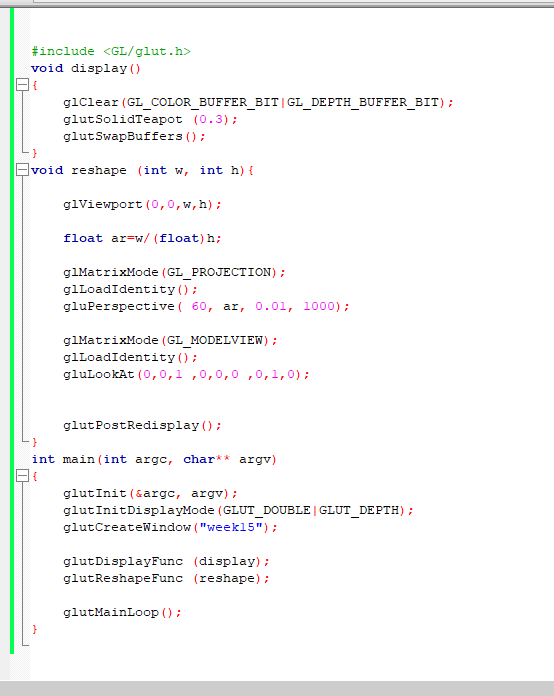 #include <GL/glut.h>
void display()
{
glClear(GL_COLOR_BUFFER_BIT|GL_DEPTH_BUFFER_BIT);
glutSolidTeapot (0.3);
glutSwapBuffers();
}
void reshape (int w, int h){
glViewport(0,0,w,h);
float ar=w/(float)h;
glMatrixMode(GL_PROJECTION);
glLoadIdentity();
gluPerspective( 60, ar, 0.01, 1000);
glMatrixMode(GL_MODELVIEW);
glLoadIdentity();
gluLookAt(0,0,1 ,0,0,0 ,0,1,0);
glutPostRedisplay();
}
int main(int argc, char** argv)
{
glutInit(&argc, argv);
glutInitDisplayMode(GLUT_DOUBLE|GLUT_DEPTH);
glutCreateWindow("week15");
glutDisplayFunc (display);
glutReshapeFunc (reshape);
glutMainLoop();
}